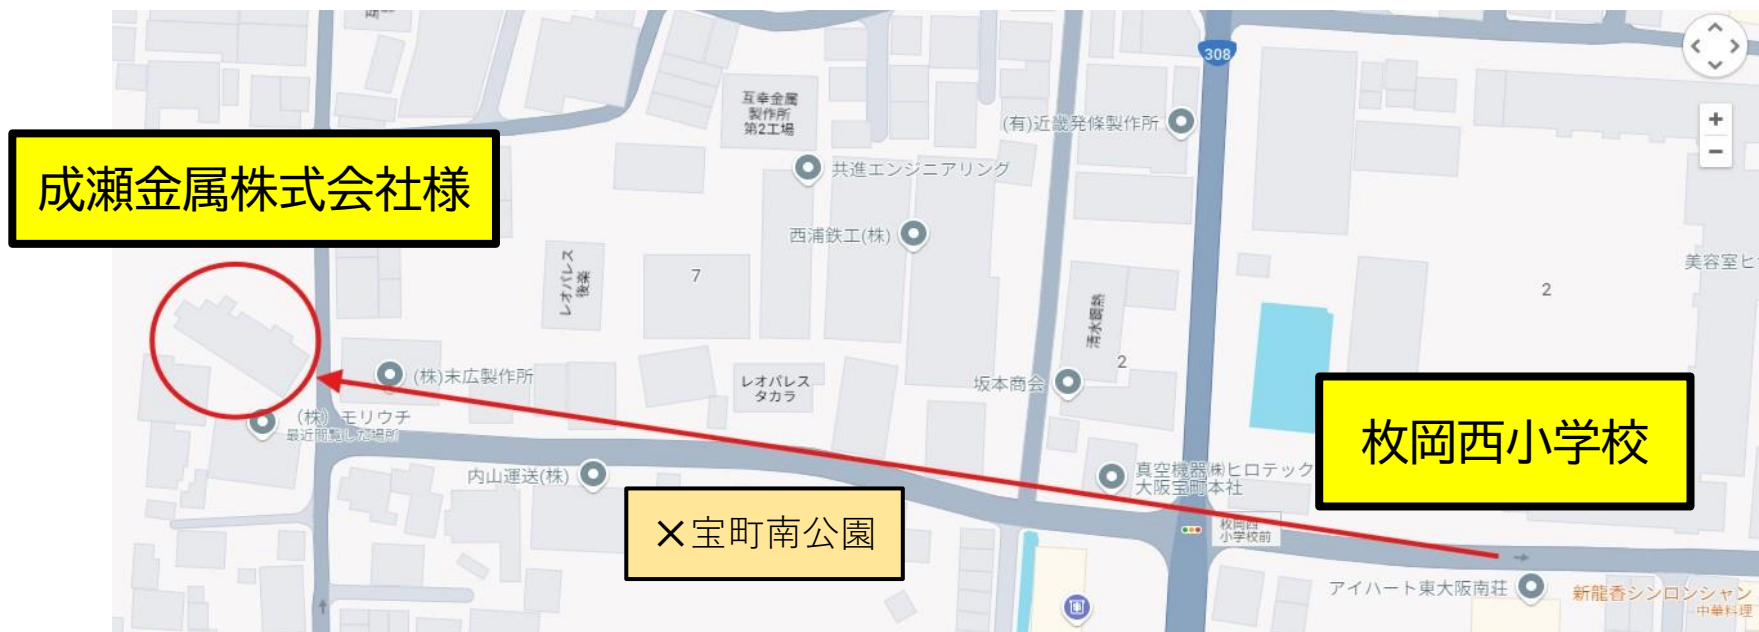 308
互幸金属
製作所
第2工場
(有)近畿発條製作所
共進エンジニアリング
成瀬金属株式会社様
西浦鉄工(株)
レオパレス
後楽
7
美容室ヒ
2
清水鋼熱
2
(株)末広製作所
レオパレス
タカラ
坂本商会
(株) モリウチ
最近閲覧した場所
枚岡西小学校
内山運送(株)
真空機器㈱ヒロテック
大阪宝町本社
×宝町南公園
枚岡西
小学校前
アイハート東大阪南荘
新龍香シンロンシャン
中華料理